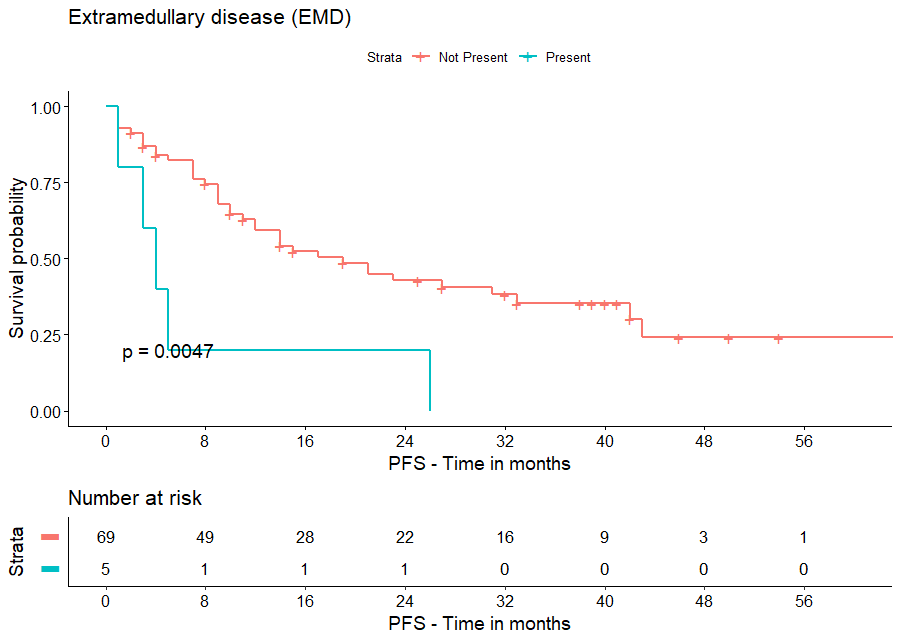 Extramedullary disease (EMD)
Strata Not Present Present
Survival probability
1.00
0.75
0.50
0.25
0.00
p = 0.0047
0 8 16 24 32 40 48 56
PFS - Time in months
Number at risk
Strata
69 49 28 22 16 9 3 1
5 1 1 1 0 0 0 0
0 8 16 24 32 40 48 56
PFS - Time in months